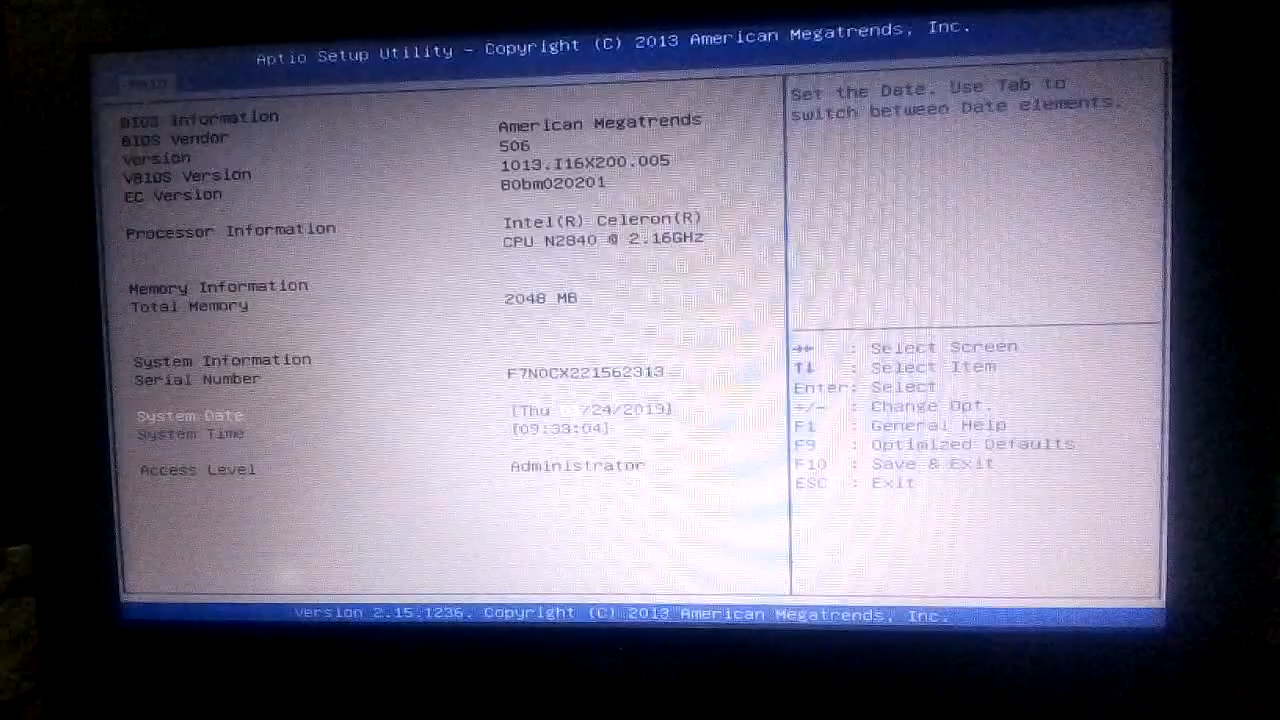 Aptio Setup Utility - Copyright (C) 2013 American Megatrends, Inc.
Main
BIOS Information
BIOS Vendor American Megatrends
Version 506
VBIOS Version 1013.I16X200.005
EC Version B0bm020201
Processor Information Intel(R) Celeron(R)
CPU N2840 @ 2.16GHz
Memory Information
Total Memory 2048 MB
System Information
Serial Number F7N0CX221562313
System Date [Thu /24/2019]
System Time [09:33:04]
Access Level Administrator
Set the Date. Use Tab to
switch between Date elements.
→← : Select Screen
↑↓ : Select Item
Enter: Select
+/- : Change Opt.
F1 : General Help
F9 : Optimized Defaults
F10 : Save & Exit
ESC : Exit
Version 2.15.1236. Copyright (C) 2013 American Megatrends, Inc.